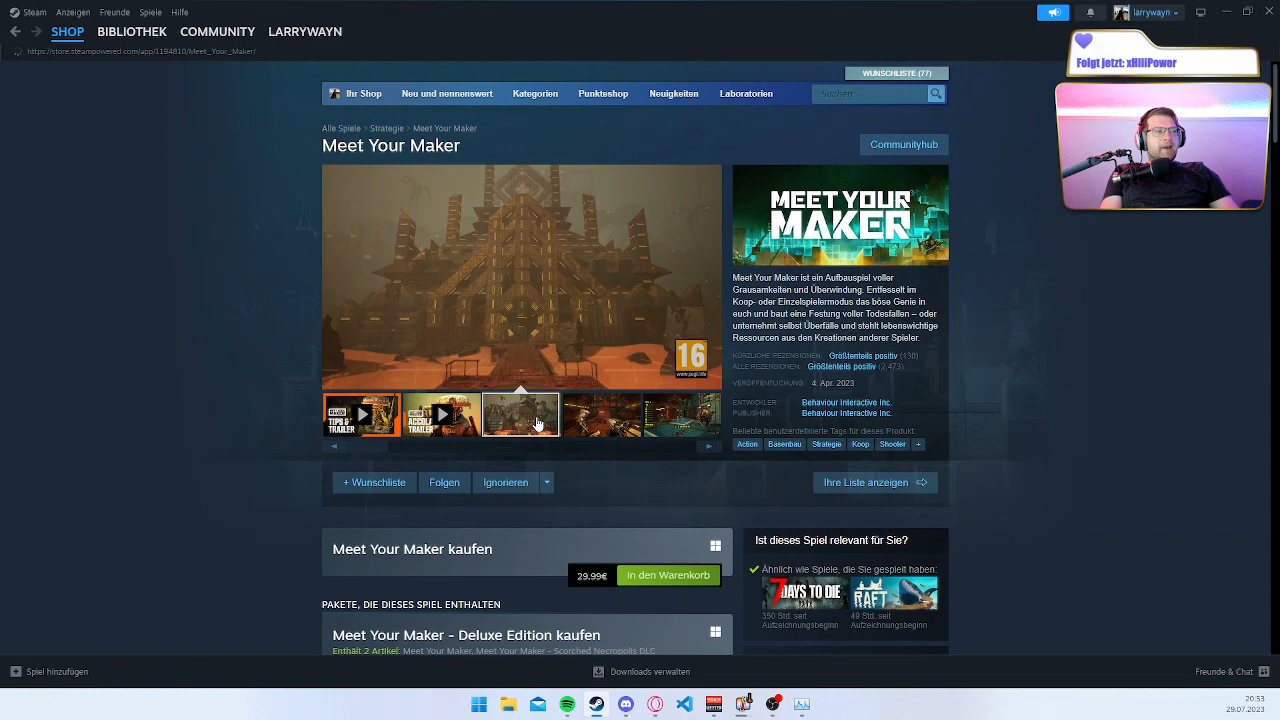 Steam Anzeigen Freunde Spiele Hilfe
larrywayn
SHOP BIBLIOTHEK COMMUNITY LARRYWAYN
https://store.steampowered.com/app/1194810/Meet_Your_Maker/
Folgt jetzt: xHiiiPower
WUNSCHLISTE (77)
Ihr Shop Neu und nennenswert Kategorien Punkteshop Neuigkeiten Laboratorien Suchen
Alle Spiele > Strategie > Meet Your Maker
Meet Your Maker
Communityhub
MEET YOUR
MAKER
16
www.pegi.info
Meet Your Maker ist ein Aufbauspiel voller
Grausamkeiten und Überwindung. Entfesselt im
Koop- oder Einzelspielermodus das böse Genie in
euch und baut eine Festung voller Todesfallen – oder
unternehmt selbst Überfälle und stehlt lebenswichtige
Ressourcen aus den Kreationen anderer Spieler.
KÜRZLICHE REZENSIONEN: Größtenteils positiv (130)
ALLE REZENSIONEN: Größtenteils positiv (2,473)
VERÖFFENTLICHUNG 4. Apr. 2023
ENTWICKLER: Behaviour Interactive Inc.
PUBLISHER: Behaviour Interactive Inc.
Beliebte benutzerdefinierte Tags für dieses Produkt:
Action Basenbau Strategie Koop Shooter +
TIPS &
TRAILER
ACCOLADES
TRAILER
+ Wunschliste Folgen Ignorieren
Ihre Liste anzeigen
Meet Your Maker kaufen
29,99€ In den Warenkorb
PAKETE, DIE DIESES SPIEL ENTHALTEN
Meet Your Maker - Deluxe Edition kaufen
Enthält 2 Artikel: Meet Your Maker, Meet Your Maker - Scorched Necropolis DLC
Ist dieses Spiel relevant für Sie?
Ähnlich wie Spiele, die Sie gespielt haben:
7 DAYS TO DIE
RAFT
350 Std. seit
Aufzeichnungsbeginn
49 Std. seit
Aufzeichnungsbeginn
Spiel hinzufügen
Downloads verwalten
Freunde & Chat
20:53
29.07.2023